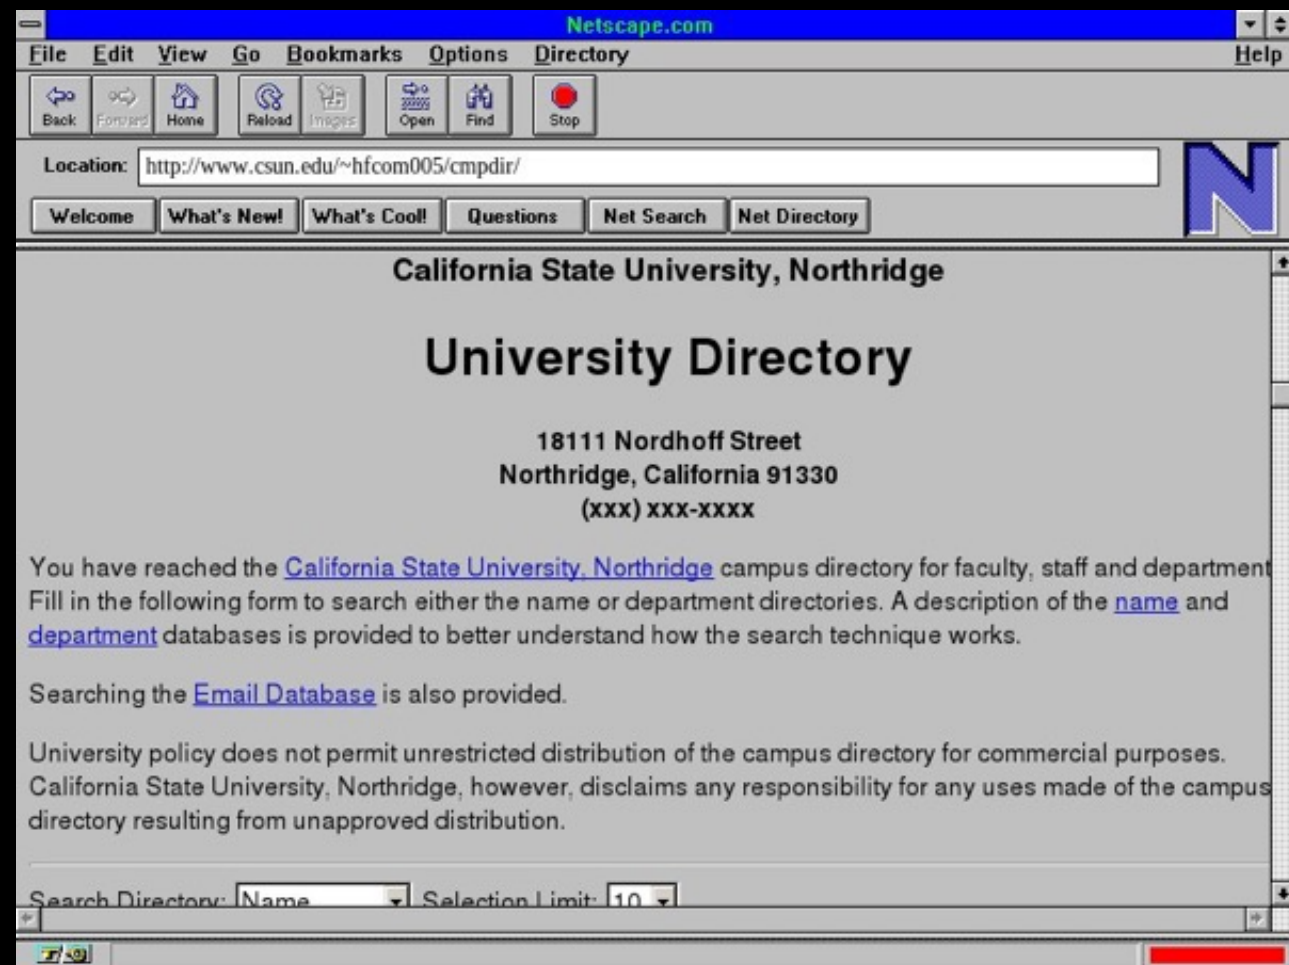 Netscape.com
File Edit View Go Bookmarks Options Directory Help
Back Forward Home Reload Images Open Find Stop
Location: http://www.csun.edu/~hfcom005/cmpdir/
Welcome What's New! What's Cool! Questions Net Search Net Directory
California State University, Northridge
University Directory
18111 Nordhoff Street
Northridge, California 91330
(xxx) xxx-xxxx
You have reached the California State University, Northridge campus directory for faculty, staff and department
Fill in the following form to search either the name or department directories. A description of the name and
department databases is provided to better understand how the search technique works.
Searching the Email Database is also provided.
University policy does not permit unrestricted distribution of the campus directory for commercial purposes.
California State University, Northridge, however, disclaims any responsibility for any uses made of the campus
directory resulting from unapproved distribution.
Search Directory: Name Selection Limit: 10